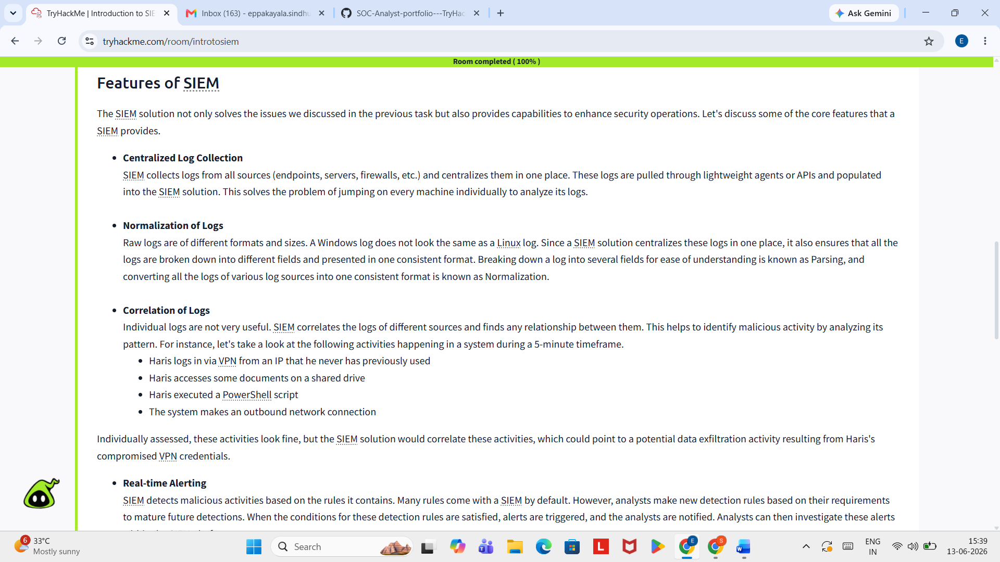 TryHackMe | Introduction to SIE
Inbox (163) - eppakayala.sindhu
SOC-Analyst-portfolio---TryHac
Ask Gemini
tryhackme.com/room/introtosiem
E
Room completed ( 100% )
Features of SIEM
The SIEM solution not only solves the issues we discussed in the previous task but also provides capabilities to enhance security operations. Let's discuss some of the core features that a
SIEM provides.
Centralized Log Collection
SIEM collects logs from all sources (endpoints, servers, firewalls, etc.) and centralizes them in one place. These logs are pulled through lightweight agents or APIs and populated
into the SIEM solution. This solves the problem of jumping on every machine individually to analyze its logs.
Normalization of Logs
Raw logs are of different formats and sizes. A Windows log does not look the same as a Linux log. Since a SIEM solution centralizes these logs in one place, it also ensures that all the
logs are broken down into different fields and presented in one consistent format. Breaking down a log into several fields for ease of understanding is known as Parsing, and
converting all the logs of various log sources into one consistent format is known as Normalization.
Correlation of Logs
Individual logs are not very useful. SIEM correlates the logs of different sources and finds any relationship between them. This helps to identify malicious activity by analyzing its
pattern. For instance, let's take a look at the following activities happening in a system during a 5-minute timeframe.
Haris logs in via VPN from an IP that he never has previously used
Haris accesses some documents on a shared drive
Haris executed a PowerShell script
The system makes an outbound network connection
Individually assessed, these activities look fine, but the SIEM solution would correlate these activities, which could point to a potential data exfiltration activity resulting from Haris's
compromised VPN credentials.
Real-time Alerting
SIEM detects malicious activities based on the rules it contains. Many rules come with a SIEM by default. However, analysts make new detection rules based on their requirements
to mature future detections. When the conditions for these detection rules are satisfied, alerts are triggered, and the analysts are notified. Analysts can then investigate these alerts
6
33°C
Mostly sunny
Search
T
L
E
S
W
ENG
IN
15:39
13-06-2026